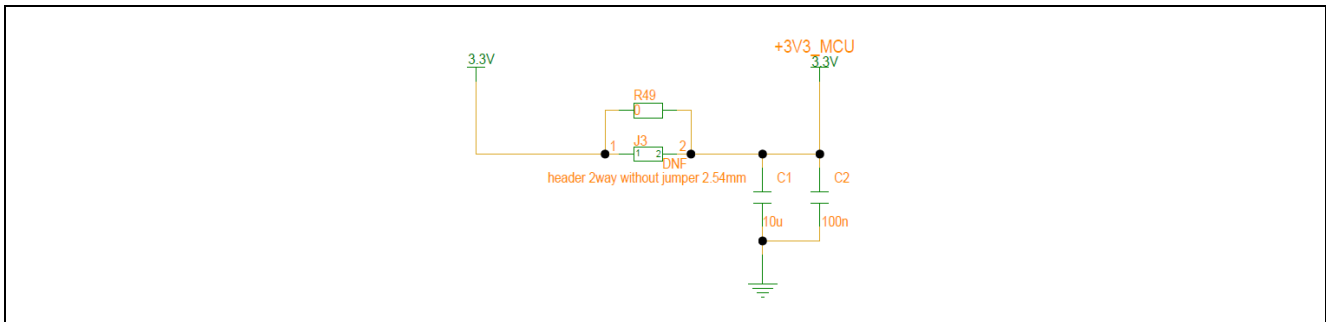 +3V3_MCU
3.3V
3.3V
R49
0
1
J3
1 2
2
DNF
header 2way without jumper 2.54mm
C1
C2
10u
100n